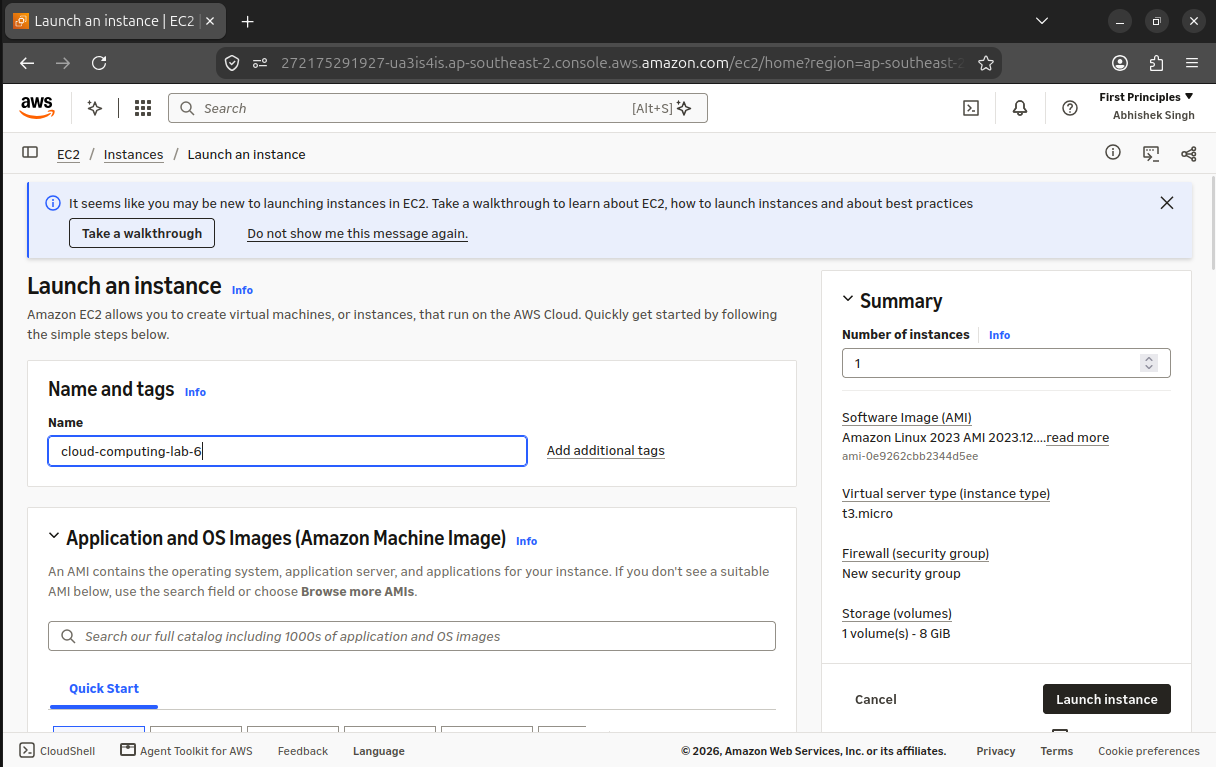 Launch an instance | EC2 |
272175291927-ua3is4is.ap-southeast-2.console.aws.amazon.com/ec2/home?region=ap-southeast-2
aws
Search
[Alt+S]
First Principles
Abhishek Singh
EC2 / Instances / Launch an instance
It seems like you may be new to launching instances in EC2. Take a walkthrough to learn about EC2, how to launch instances and about best practices
Take a walkthrough
Do not show me this message again.
Launch an instance Info
Amazon EC2 allows you to create virtual machines, or instances, that run on the AWS Cloud. Quickly get started by following
the simple steps below.
Name and tags Info
Name
cloud-computing-lab-6
Add additional tags
Application and OS Images (Amazon Machine Image) Info
An AMI contains the operating system, application server, and applications for your instance. If you don't see a suitable
AMI below, use the search field or choose Browse more AMIs.
Search our full catalog including 1000s of application and OS images
Quick Start
Summary
Number of instances Info
1
Software Image (AMI)
Amazon Linux 2023 AMI 2023.12....read more
ami-0e9262cbb2344d5ee
Virtual server type (instance type)
t3.micro
Firewall (security group)
New security group
Storage (volumes)
1 volume(s) - 8 GiB
Cancel
Launch instance
CloudShell
Agent Toolkit for AWS
Feedback
Language
© 2026, Amazon Web Services, Inc. or its affiliates.
Privacy
Terms
Cookie preferences